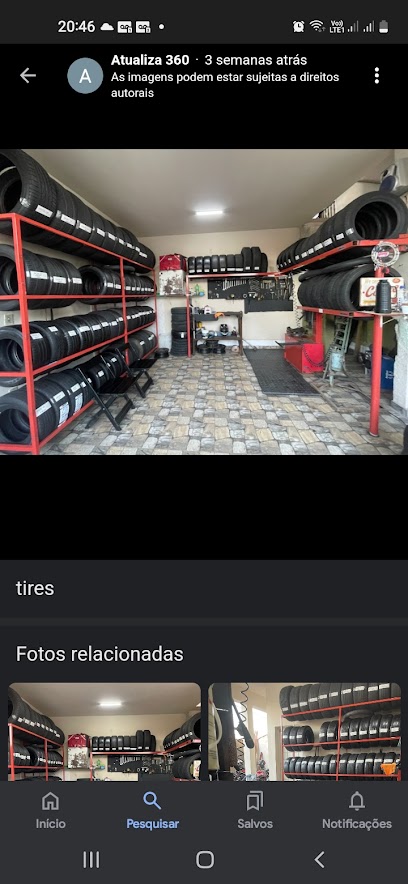 20:46
Vo)) LTE1
A
Atualiza 360 · 3 semanas atrás
As imagens podem estar sujeitas a direitos
autorais
tires
Fotos relacionadas
Início
Pesquisar
Salvos
Notificações